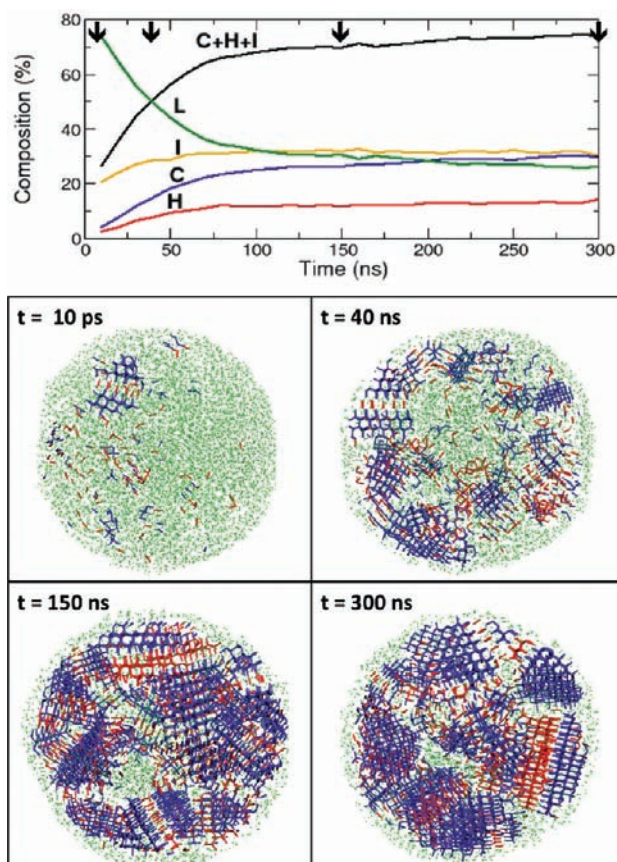 80
60
40
20
0
Composition (%)
C+H+I
L
I
C
H
0
50
100
150
200
250
300
Time (ns)
t = 10 ps
t = 40 ns
t = 150 ns
t = 300 ns